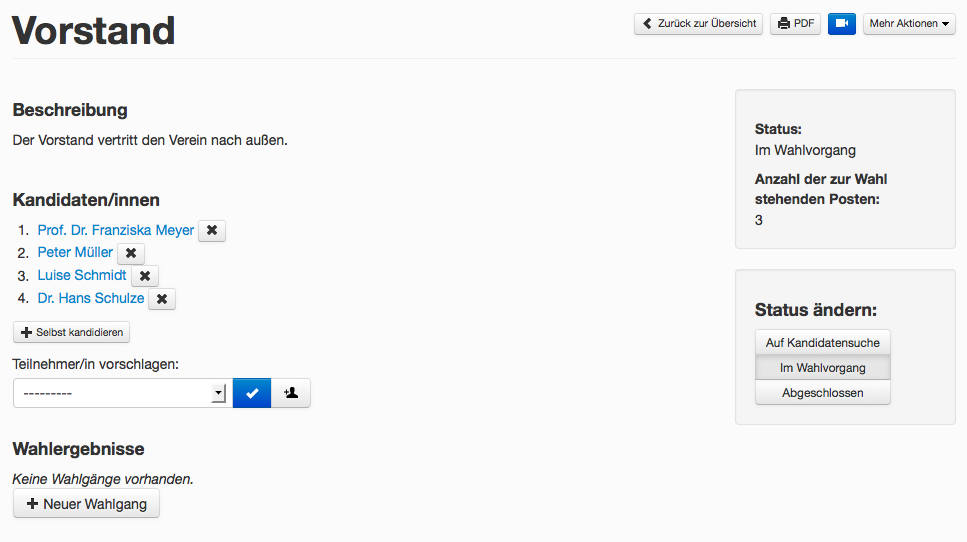 Vorstand
Zurück zur Übersicht
PDF
Mehr Aktionen
Beschreibung
Der Vorstand vertritt den Verein nach außen.
Kandidaten/innen
1. Prof. Dr. Franziska Meyer
2. Peter Müller
3. Luise Schmidt
4. Dr. Hans Schulze
Selbst kandidieren
Teilnehmer/in vorschlagen:
---------
Wahlergebnisse
Keine Wahlgänge vorhanden.
Neuer Wahlgang
Status:
Im Wahlvorgang
Anzahl der zur Wahl
stehenden Posten:
3
Status ändern:
Auf Kandidatensuche
Im Wahlvorgang
Abgeschlossen